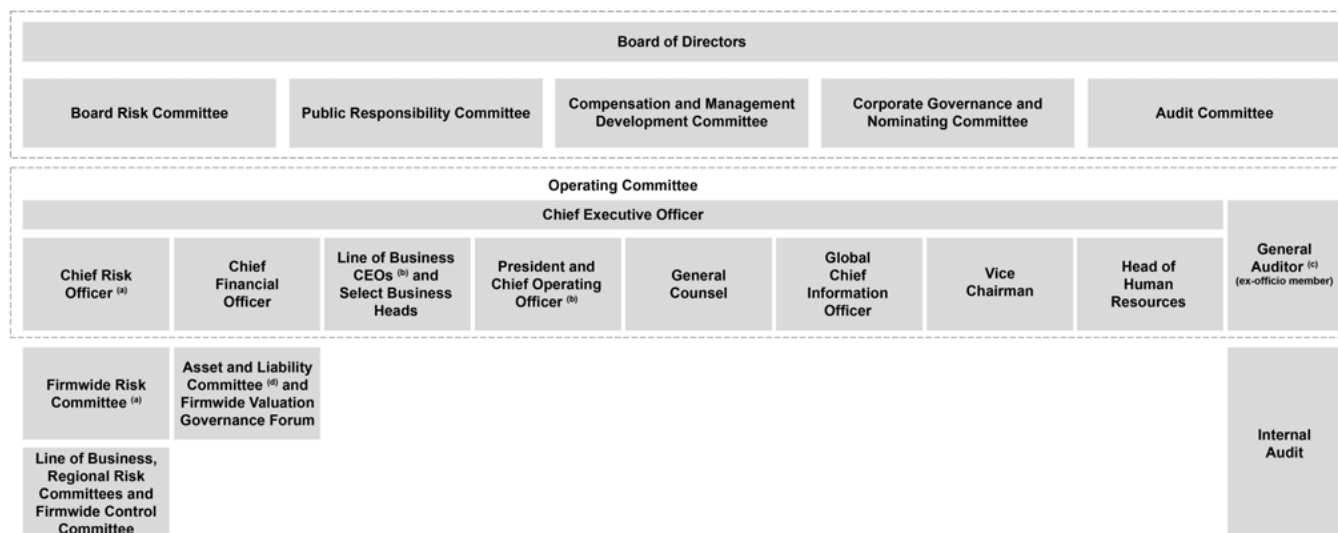 Board of Directors
Board Risk Committee
Public Responsibility Committee
Compensation and Management
Development Committee
Corporate Governance and
Nominating Committee
Audit Committee
Operating Committee
Chief Executive Officer
Chief Risk
Officer (a)
Chief
Financial
Officer
Line of Business
CEOs (b) and
Select Business
Heads
President and
Chief Operating
Officer (b)
General
Counsel
Global
Chief
Information
Officer
Vice
Chairman
Head of
Human
Resources
General
Auditor (c)
(ex-officio member)
Firmwide Risk
Committee (a)
Asset and Liability
Committee (d) and
Firmwide Valuation
Governance Forum
Internal
Audit
Line of Business,
Regional Risk
Committees and
Firmwide Control
Committee